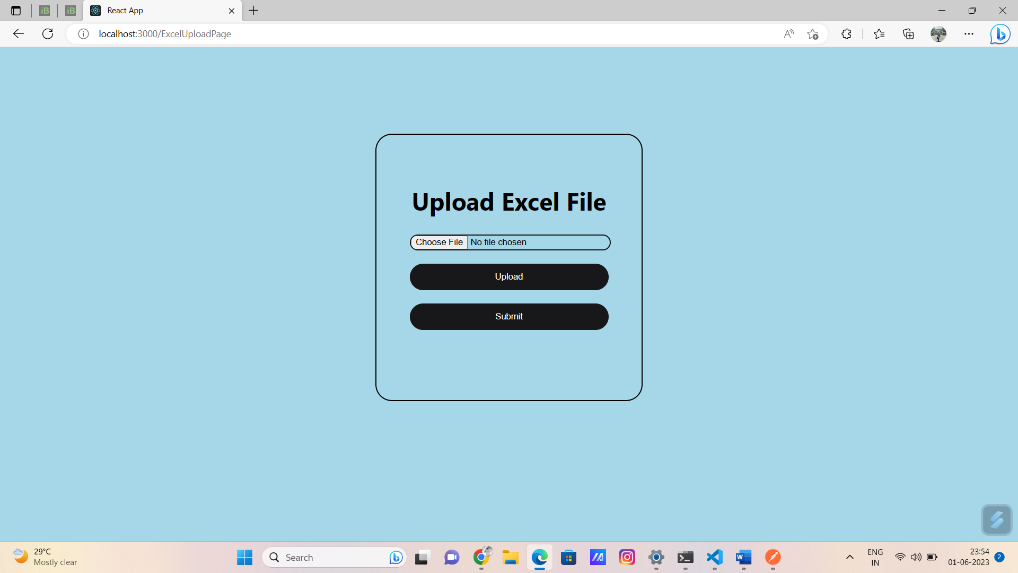 React App
localhost:3000/ExcelUploadPage
Upload Excel File
Choose File No file chosen
Upload
Submit
29°C
Mostly clear
Search
ENG
IN
23:54
01-06-2023
2